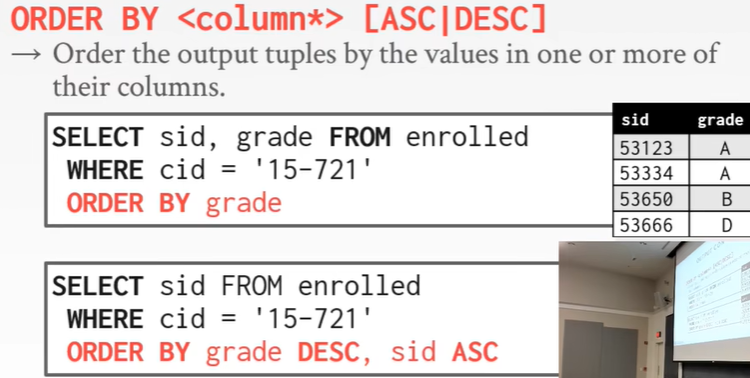 ORDER BY <column*> [ASC|DESC]
→ Order the output tuples by the values in one or more of
their columns.
SELECT sid, grade FROM enrolled
WHERE cid = '15-721'
ORDER BY grade
sid grade
53123 A
53334 A
53650 B
53666 D
SELECT sid FROM enrolled
WHERE cid = '15-721'
ORDER BY grade DESC, sid ASC